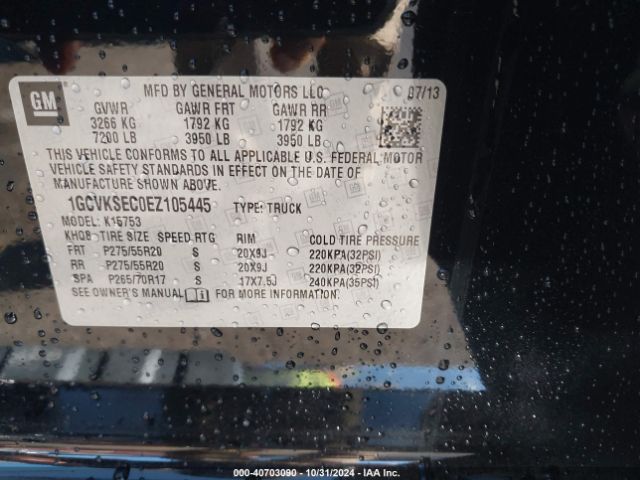 GM
MFD BY GENERAL MOTORS LLC 07/13
GVWR GAWR FRT GAWR RR
3266 KG 1792 KG 1792 KG
7200 LB 3950 LB 3950 LB
THIS VEHICLE CONFORMS TO ALL APPLICABLE U.S. FEDERAL MOTOR
VEHICLE SAFETY STANDARDS IN EFFECT ON THE DATE OF
MANUFACTURE SHOWN ABOVE.
1GCVKSEC0EZ105445 TYPE: TRUCK
MODEL: K15753
KHQB TIRE SIZE SPEED RTG RIM COLD TIRE PRESSURE
FRT P275/55R20 S 20X9J 220KPA(32PSI)
RR P275/55R20 S 20X9J 220KPA(32PSI)
SPA P265/70R17 S 17X7.5J 240KPA(35PSI)
SEE OWNER'S MANUAL FOR MORE INFORMATION.
000-40703090 - 10/31/2024 - IAA Inc.